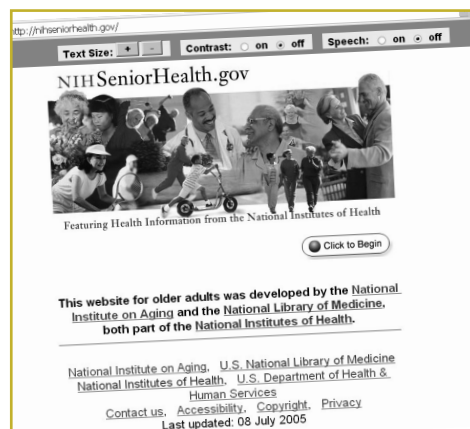 http://nihseniorhealth.gov/
Text Size: + - Contrast: on off Speech: on off
NIHSeniorHealth.gov
Featuring Health Information from the National Institutes of Health
Click to Begin
This website for older adults was developed by the National
Institute on Aging and the National Library of Medicine,
both part of the National Institutes of Health.
National Institute on Aging, U.S. National Library of Medicine
National Institutes of Health, U.S. Department of Health &
Human Services
Contact us, Accessibility, Copyright, Privacy
Last updated: 08 July 2005